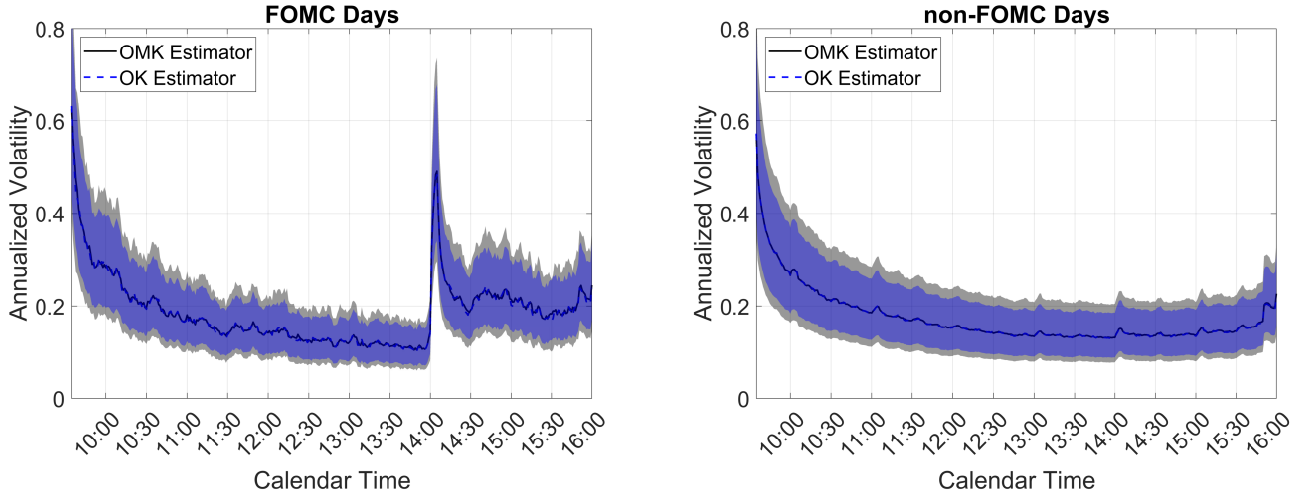 FOMC Days
OMK Estimator
OK Estimator
Annualized Volatility
0.8
0.6
0.4
0.2
0
10:00 10:30 11:00 11:30 12:00 12:30 13:00 13:30 14:00 14:30 15:00 15:30 16:00
Calendar Time
non-FOMC Days
OMK Estimator
OK Estimator
Annualized Volatility
0.8
0.6
0.4
0.2
0
10:00 10:30 11:00 11:30 12:00 12:30 13:00 13:30 14:00 14:30 15:00 15:30 16:00
Calendar Time